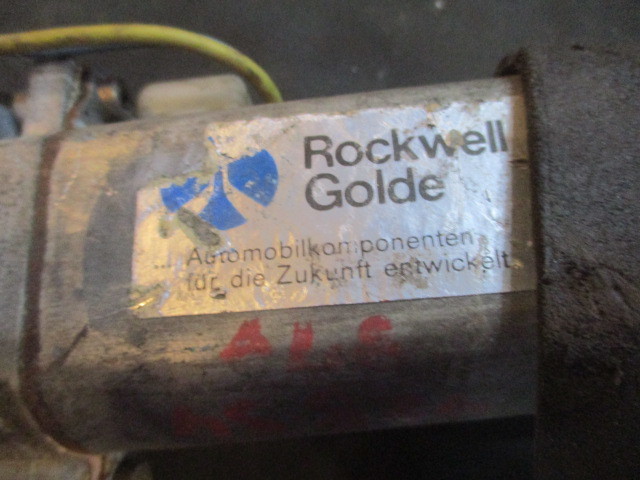 Rockwell
Golde
... Automobilkomponenten
für die Zukunft entwickelt